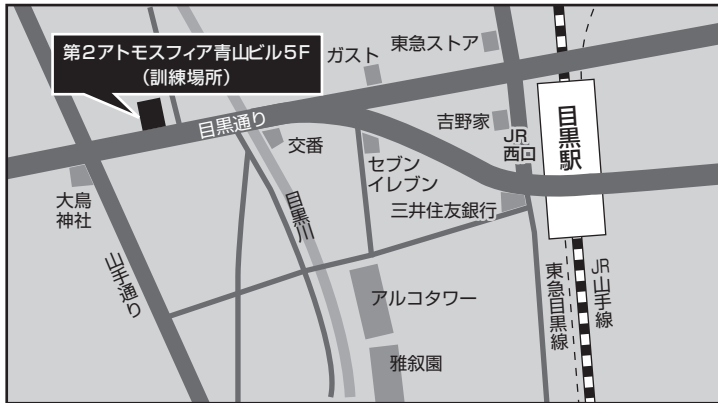 第2アトモスフィア青山ビル5F
（訓練場所）
ガスト
東急ストア
目黒通り
交番
吉野家
JR
西口
目黒駅
セブン
イレブン
三井住友銀行
大鳥
神社
山手通り
目黒川
アルコタワー
雅叙園
東急目黒線
JR山手線